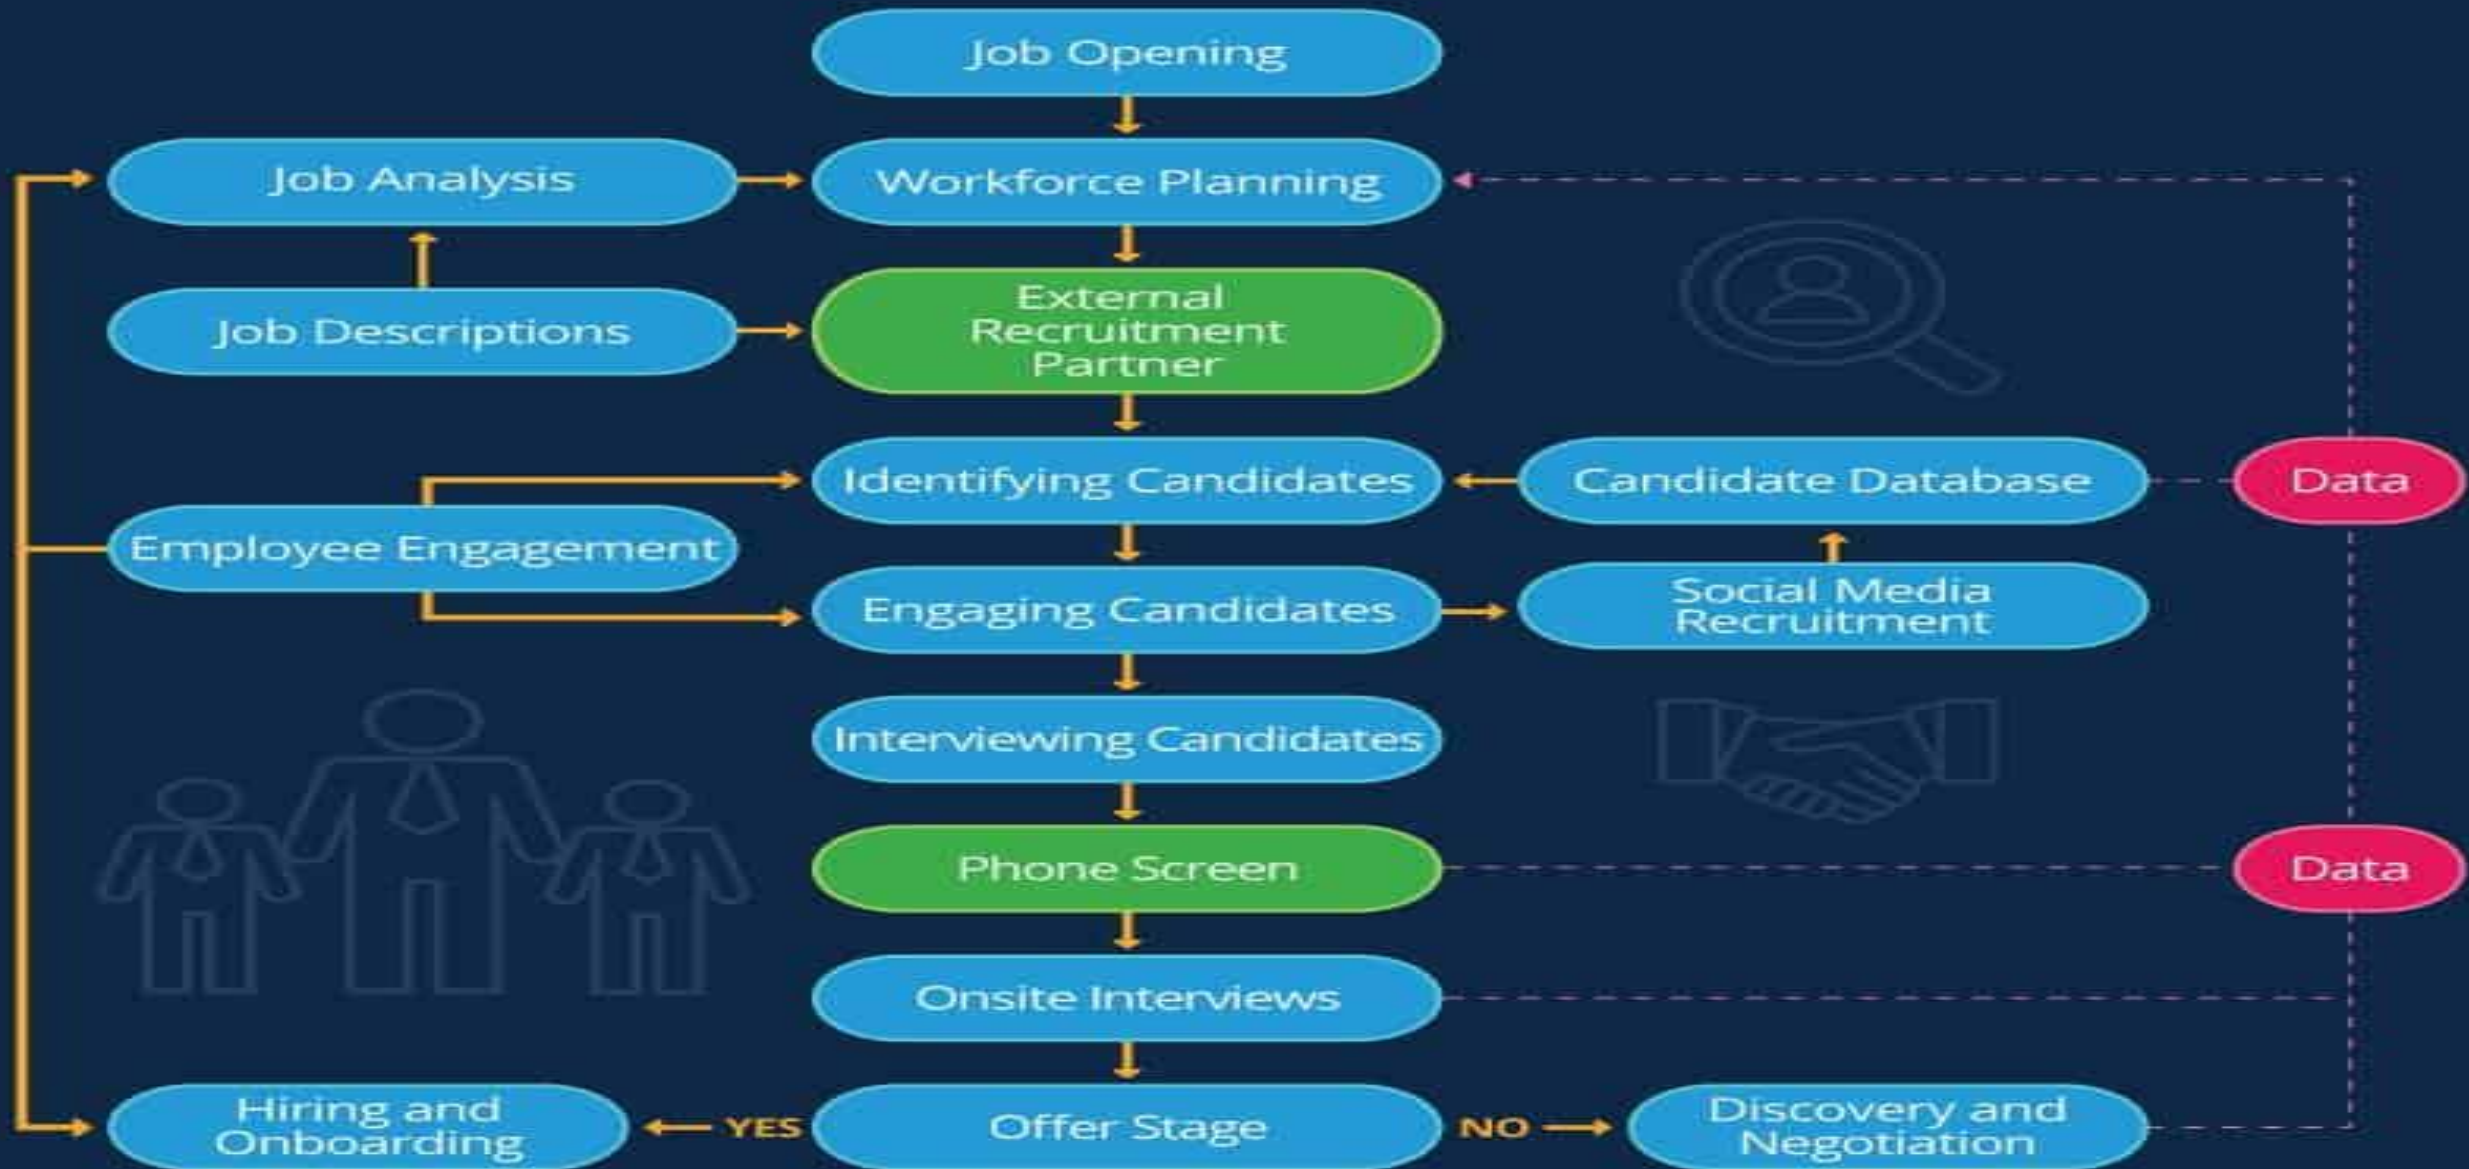 Job Opening
Job Analysis
Workforce Planning
Job Descriptions
External
Recruitment
Partner
Identifying Candidates
Candidate Database
Data
Employee Engagement
Engaging Candidates
Social Media
Recruitment
Interviewing Candidates
Phone Screen
Data
Onsite Interviews
Hiring and
Onboarding
YES
Offer Stage
NO
Discovery and
Negotiation